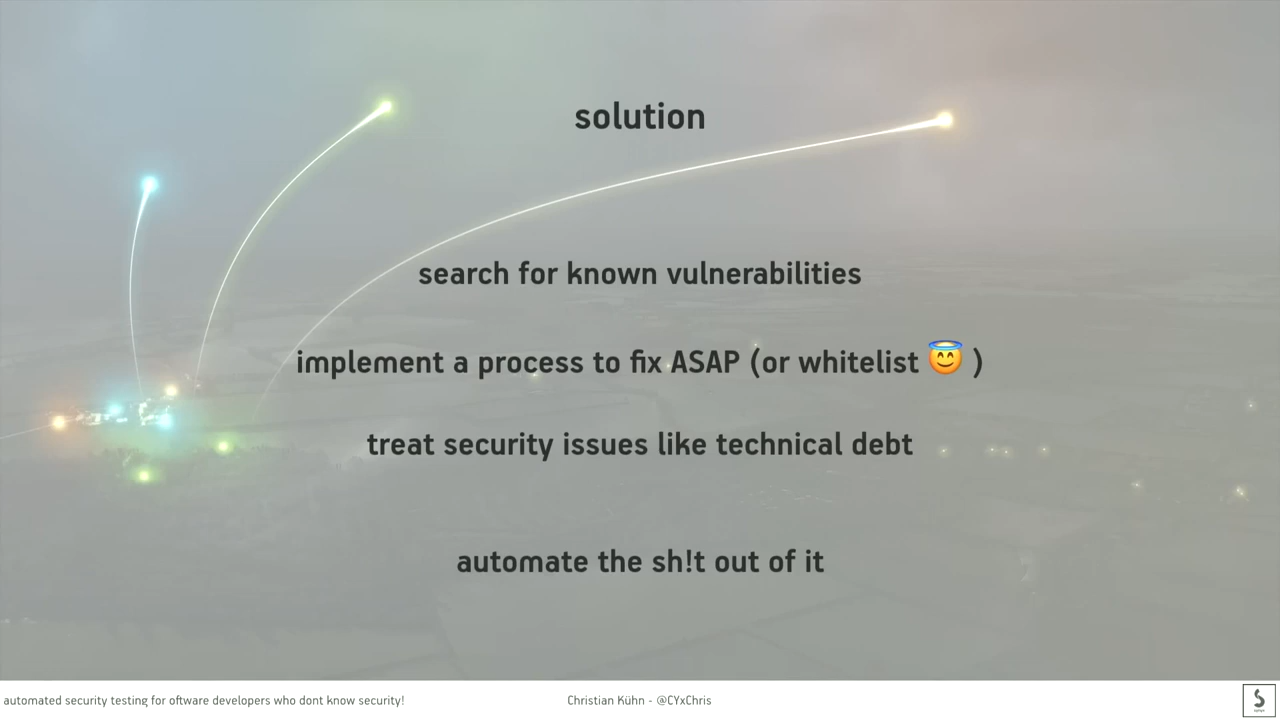 solution
search for known vulnerabilities
implement a process to fix ASAP (or whitelist 😇 )
treat security issues like technical debt
automate the sh!t out of it
automated security testing for oftware developers who dont know security!
Christian Kühn - @CYxChris